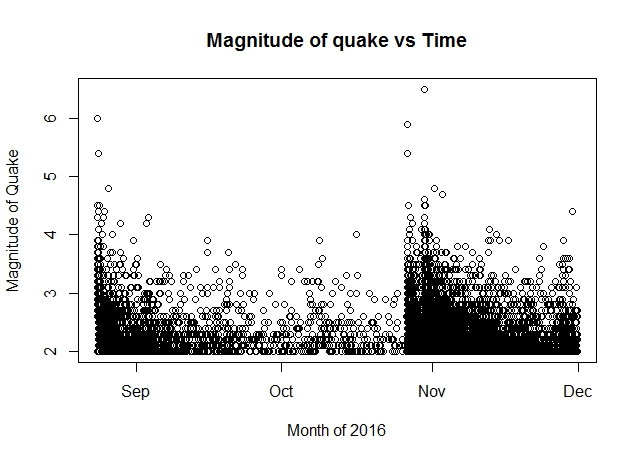 Magnitude of quake vs Time
6
5
4
3
2
Magnitude of Quake
Sep Oct Nov Dec
Month of 2016